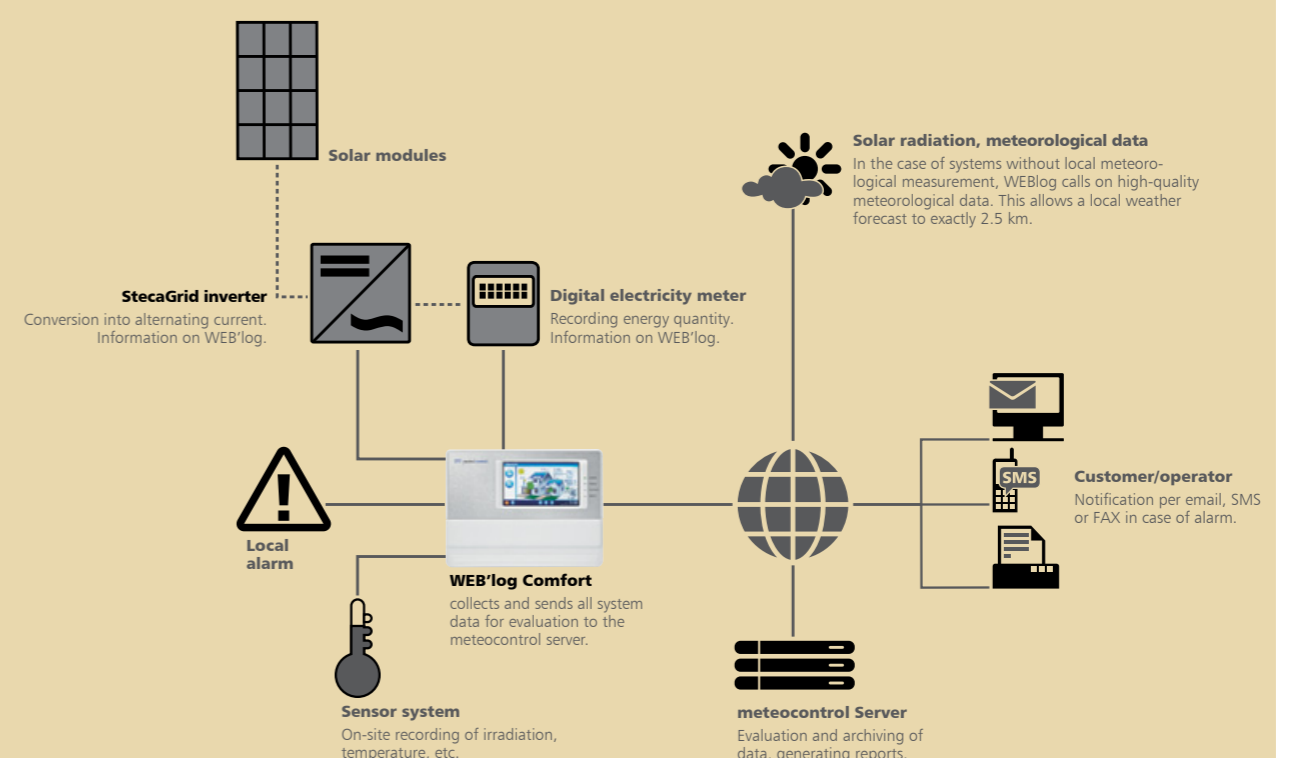 Solar modules
Solar radiation, meteorological data
In the case of systems without local meteoro-
logical measurement, WEBlog calls on high-quality
meteorological data. This allows a local weather
forecast to exactly 2.5 km.
StecaGrid inverter
Conversion into alternating current.
Information on WEB'log.
Digital electricity meter
Recording energy quantity.
Information on WEB'log.
SMS
Customer/operator
Notification per email, SMS
or FAX in case of alarm.
!
Local
alarm
WEB'log Comfort
collects and sends all system
data for evaluation to the
meteocontrol server.
Sensor system
On-site recording of irradiation,
temperature, etc.
meteocontrol Server
Evaluation and archiving of
data, generating reports.